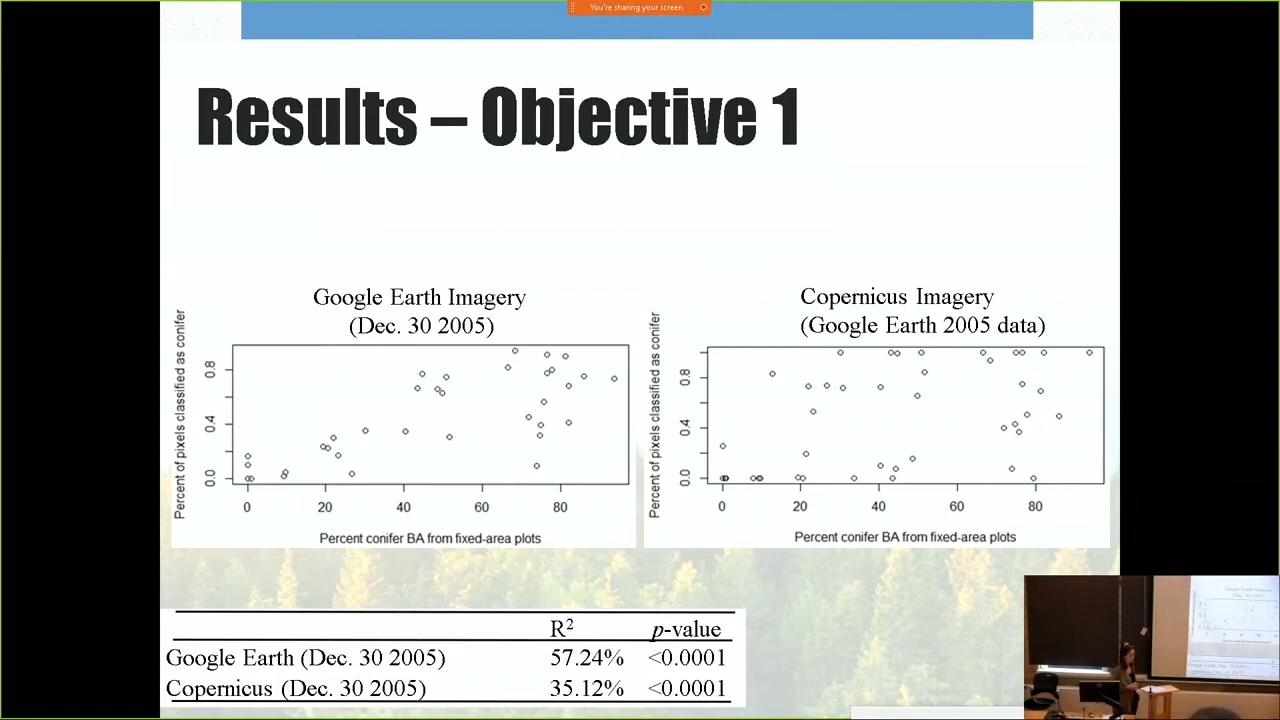 You're sharing your screen.
Results – Objective 1
Google Earth Imagery
(Dec. 30 2005)
Percent of pixels classified as conifer
0.8
0.4
0.0
0 20 40 60 80
Percent conifer BA from fixed-area plots
Copernicus Imagery
(Google Earth 2005 data)
Percent of pixels classified as conifer
0.8
0.4
0.0
0 20 40 60 80
Percent conifer BA from fixed-area plots
R² p-value
Google Earth (Dec. 30 2005) 57.24% <0.0001
Copernicus (Dec. 30 2005) 35.12% <0.0001